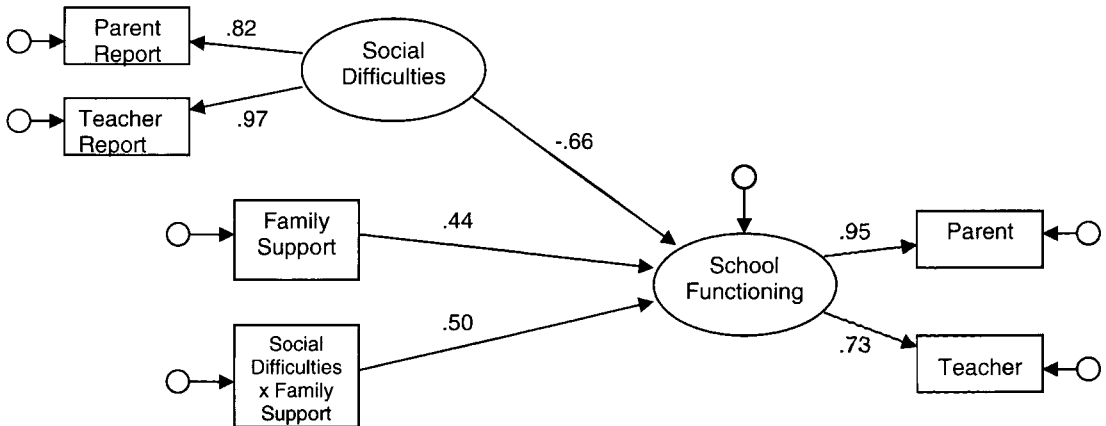 Parent
Report
.82
Social
Difficulties
Teacher
Report
.97
-.66
Family
Support
.44
School
Functioning
.95
Parent
Social
Difficulties
x Family
Support
.50
.73
Teacher